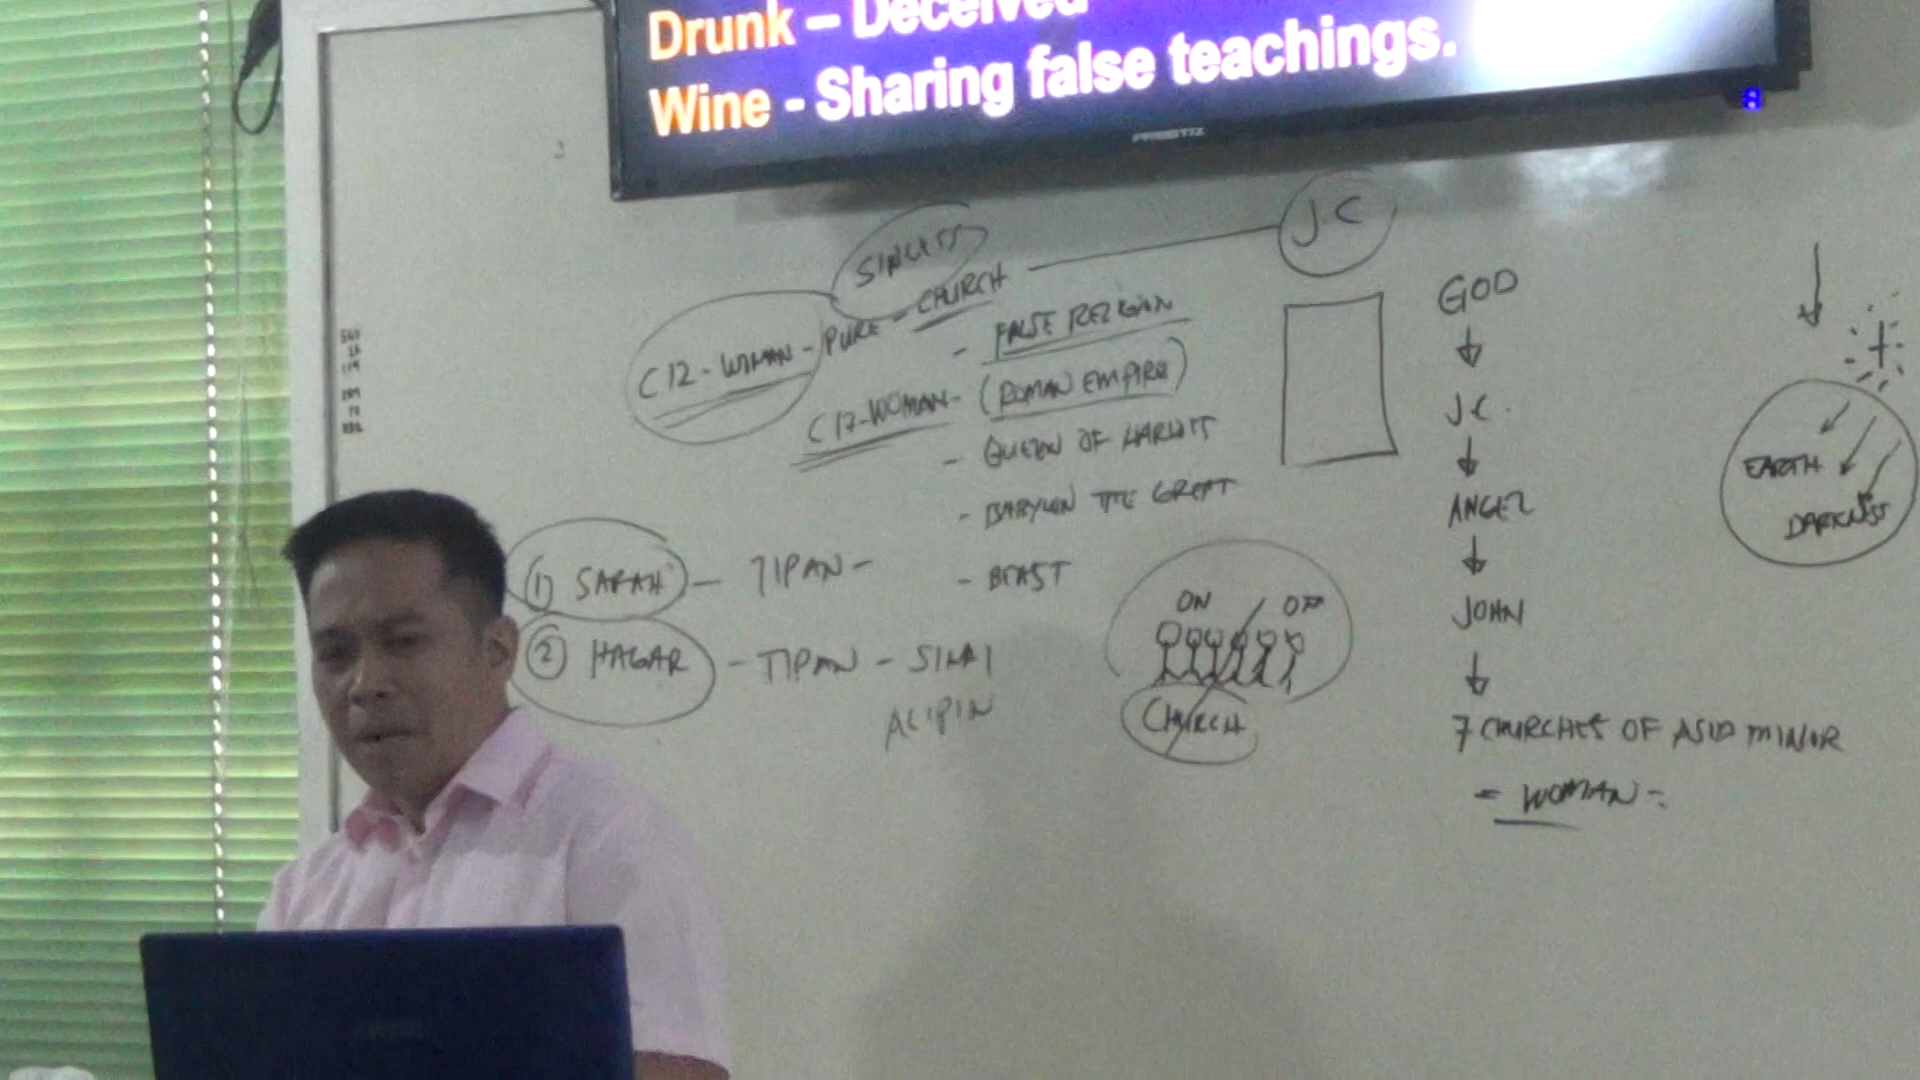 Drunk – Deceived
Wine - Sharing false teachings.
PROSTIZ
J.C
C12 - WOMAN - PURE - CHURCH
- FALSE RELIGION
C17 - WOMAN - (ROMAN EMPIRE)
- QUEEN OF HARLOTS
- BABYLON THE GREAT
- BEAST
1) SARAH - TIPAN -
2) HAGAR - TIPAN - SINAI
ALIPIN
ON OFF
CHURCH
GOD
J.C.
ANGEL
JOHN
7 CHURCHES OF ASIA MINOR
- WOMAN -
EARTH
DARKNESS